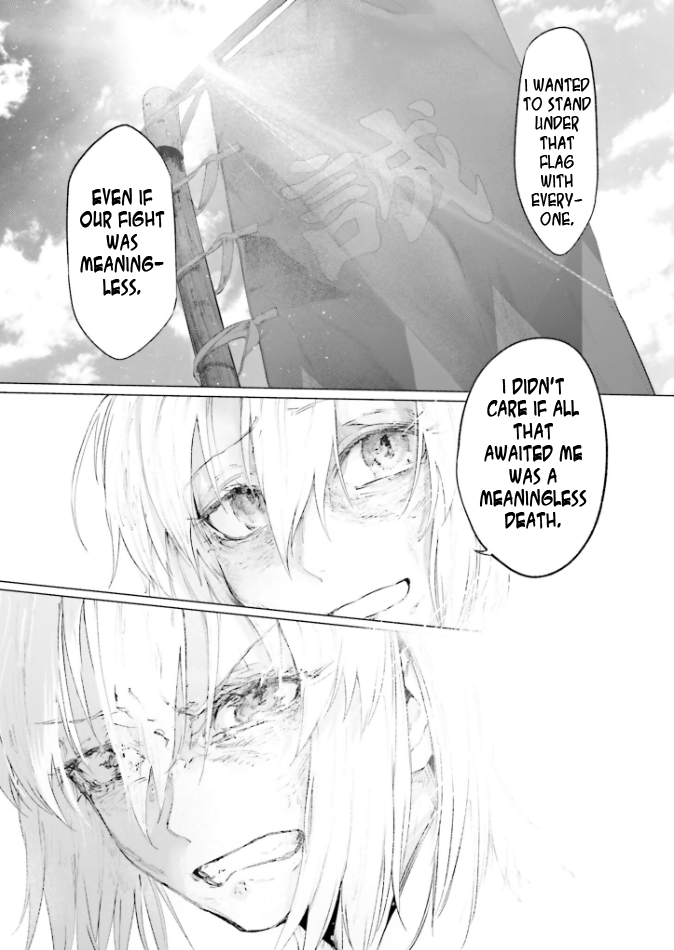 I WANTED
TO STAND
UNDER
THAT
FLAG
WITH
EVERY-
ONE.
EVEN IF
OUR FIGHT
WAS
MEANING-
LESS.
誠
I DIDN'T
CARE IF ALL
THAT
AWAITED ME
WAS A
MEANINGLESS
DEATH.